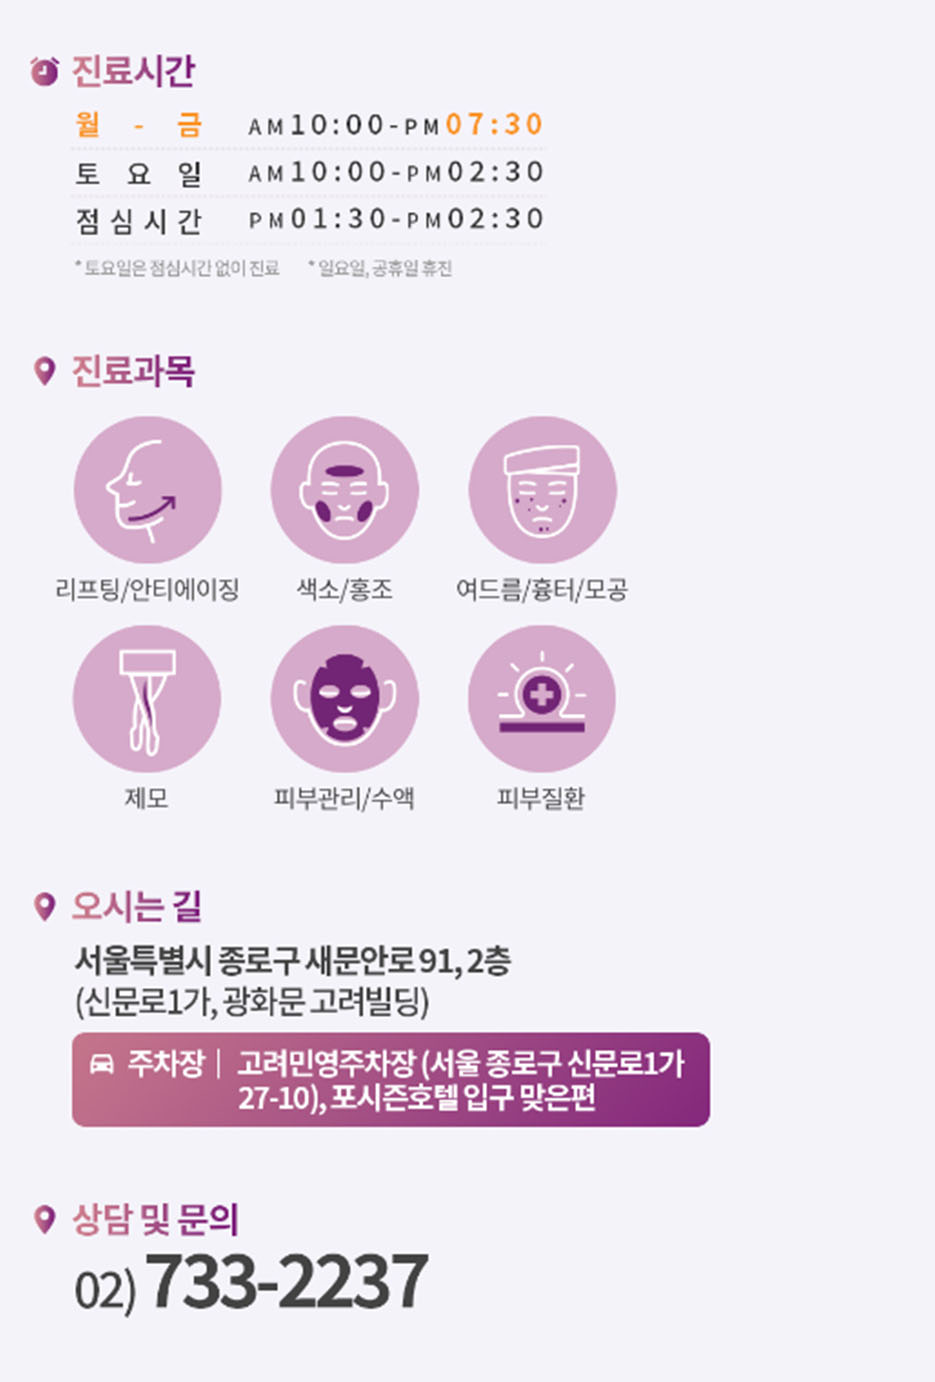 진료시간
월 - 금 AM10:00-PM07:30
토 요 일 AM10:00-PM02:30
점심시간 PM01:30-PM02:30
* 토요일은 점심시간 없이 진료 * 일요일, 공휴일 휴진
진료과목
리프팅/안티에이징 색소/홍조 여드름/흉터/모공
제모 피부관리/수액 피부질환
오시는 길
서울특별시 종로구 새문안로 91, 2층
(신문로1가, 광화문 고려빌딩)
주차장 | 고려민영주차장 (서울 종로구 신문로1가
27-10), 포시즌호텔 입구 맞은편
상담 및 문의
02) 733-2237